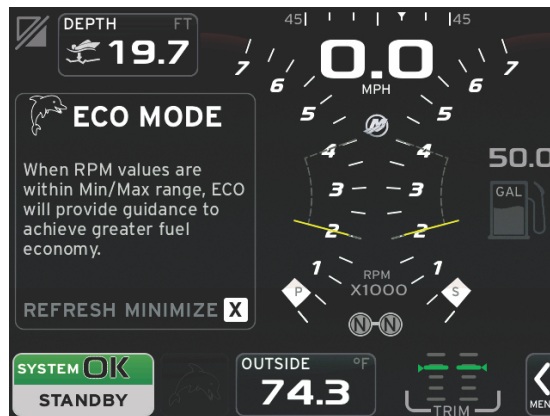 DEPTH FT
19.7
45 45
0.0
MPH
7 7
6 6
5 5
4 4
3 3
2 2
1 1
RPM
X1000
P S
N N
ECO MODE
When RPM values are
within Min/Max range, ECO
will provide guidance to
achieve greater fuel
economy.
REFRESH MINIMIZE X
50.0
GAL
SYSTEM OK
STANDBY
OUTSIDE °F
74.3
TRIM
MEN